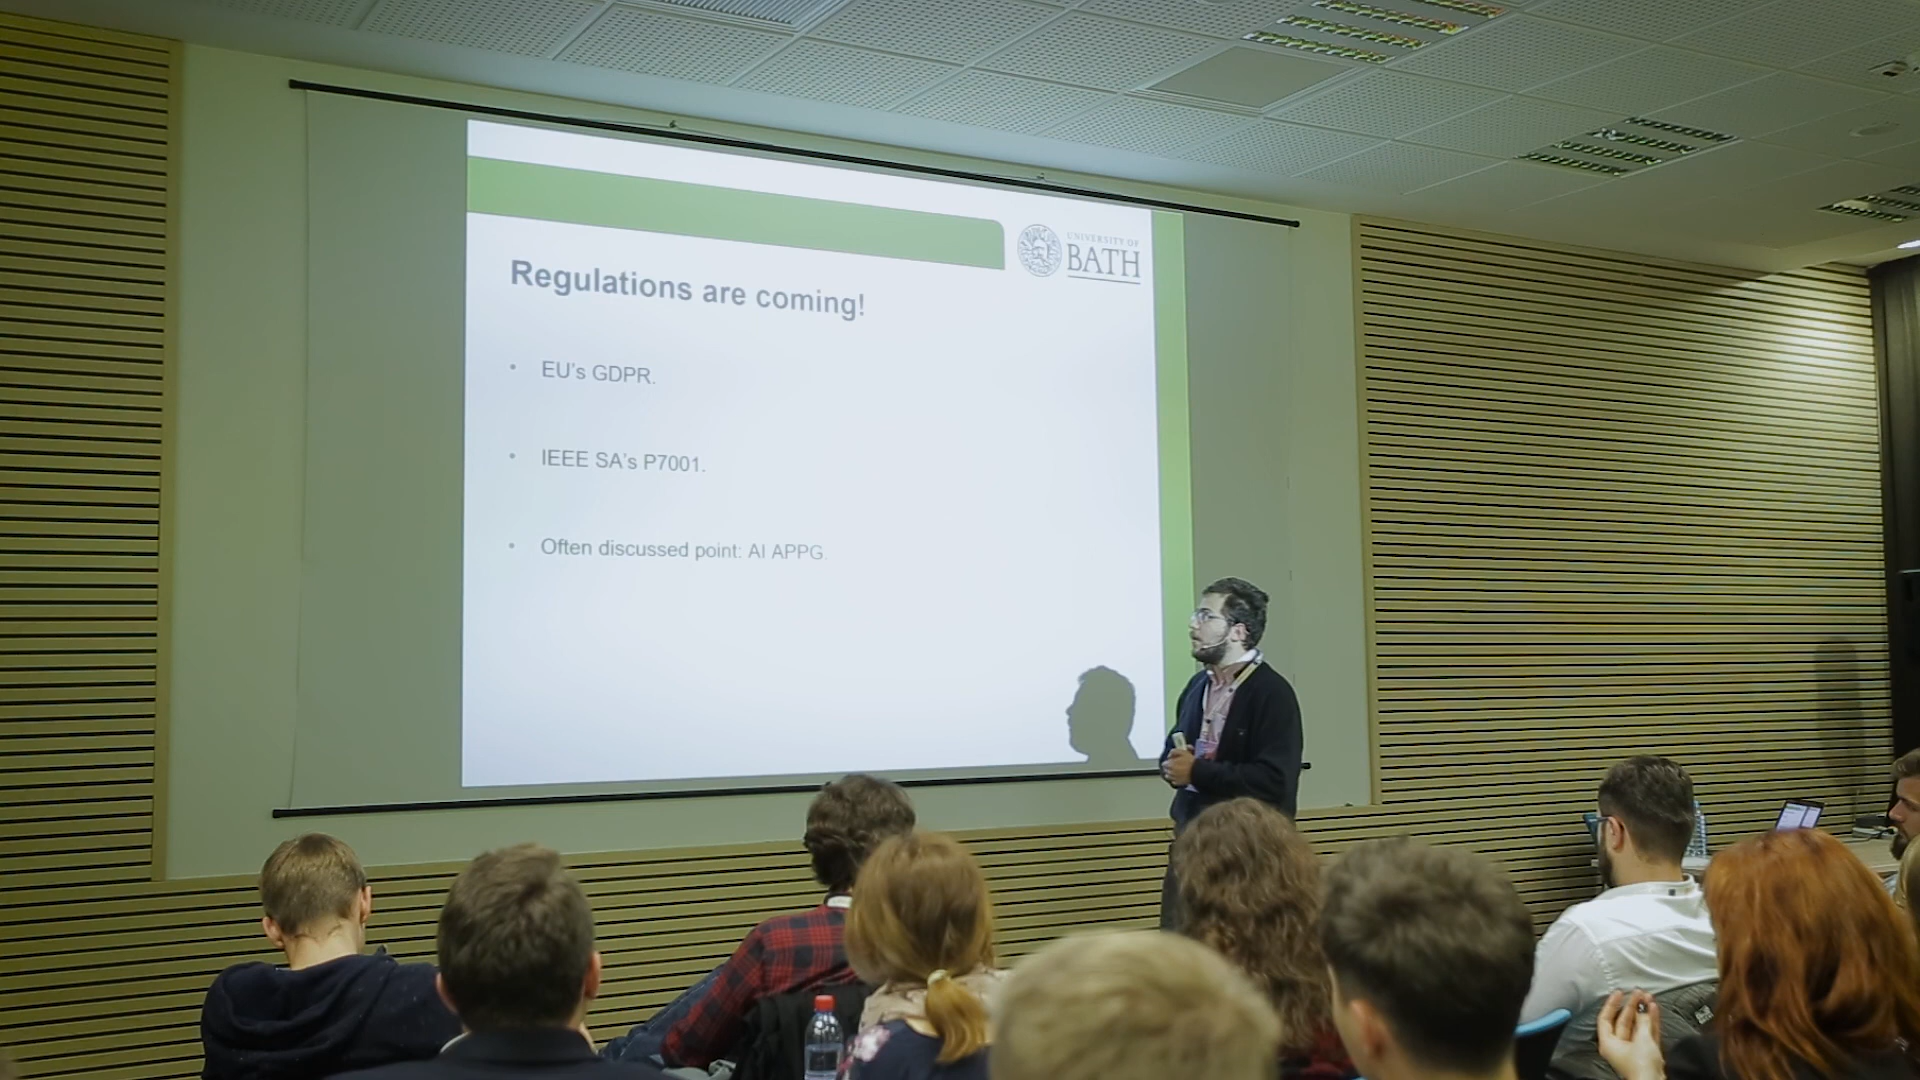 UNIVERSITY OF
BATH
Regulations are coming!
• EU's GDPR.
• IEEE SA's P7001.
• Often discussed point: AI APPG.